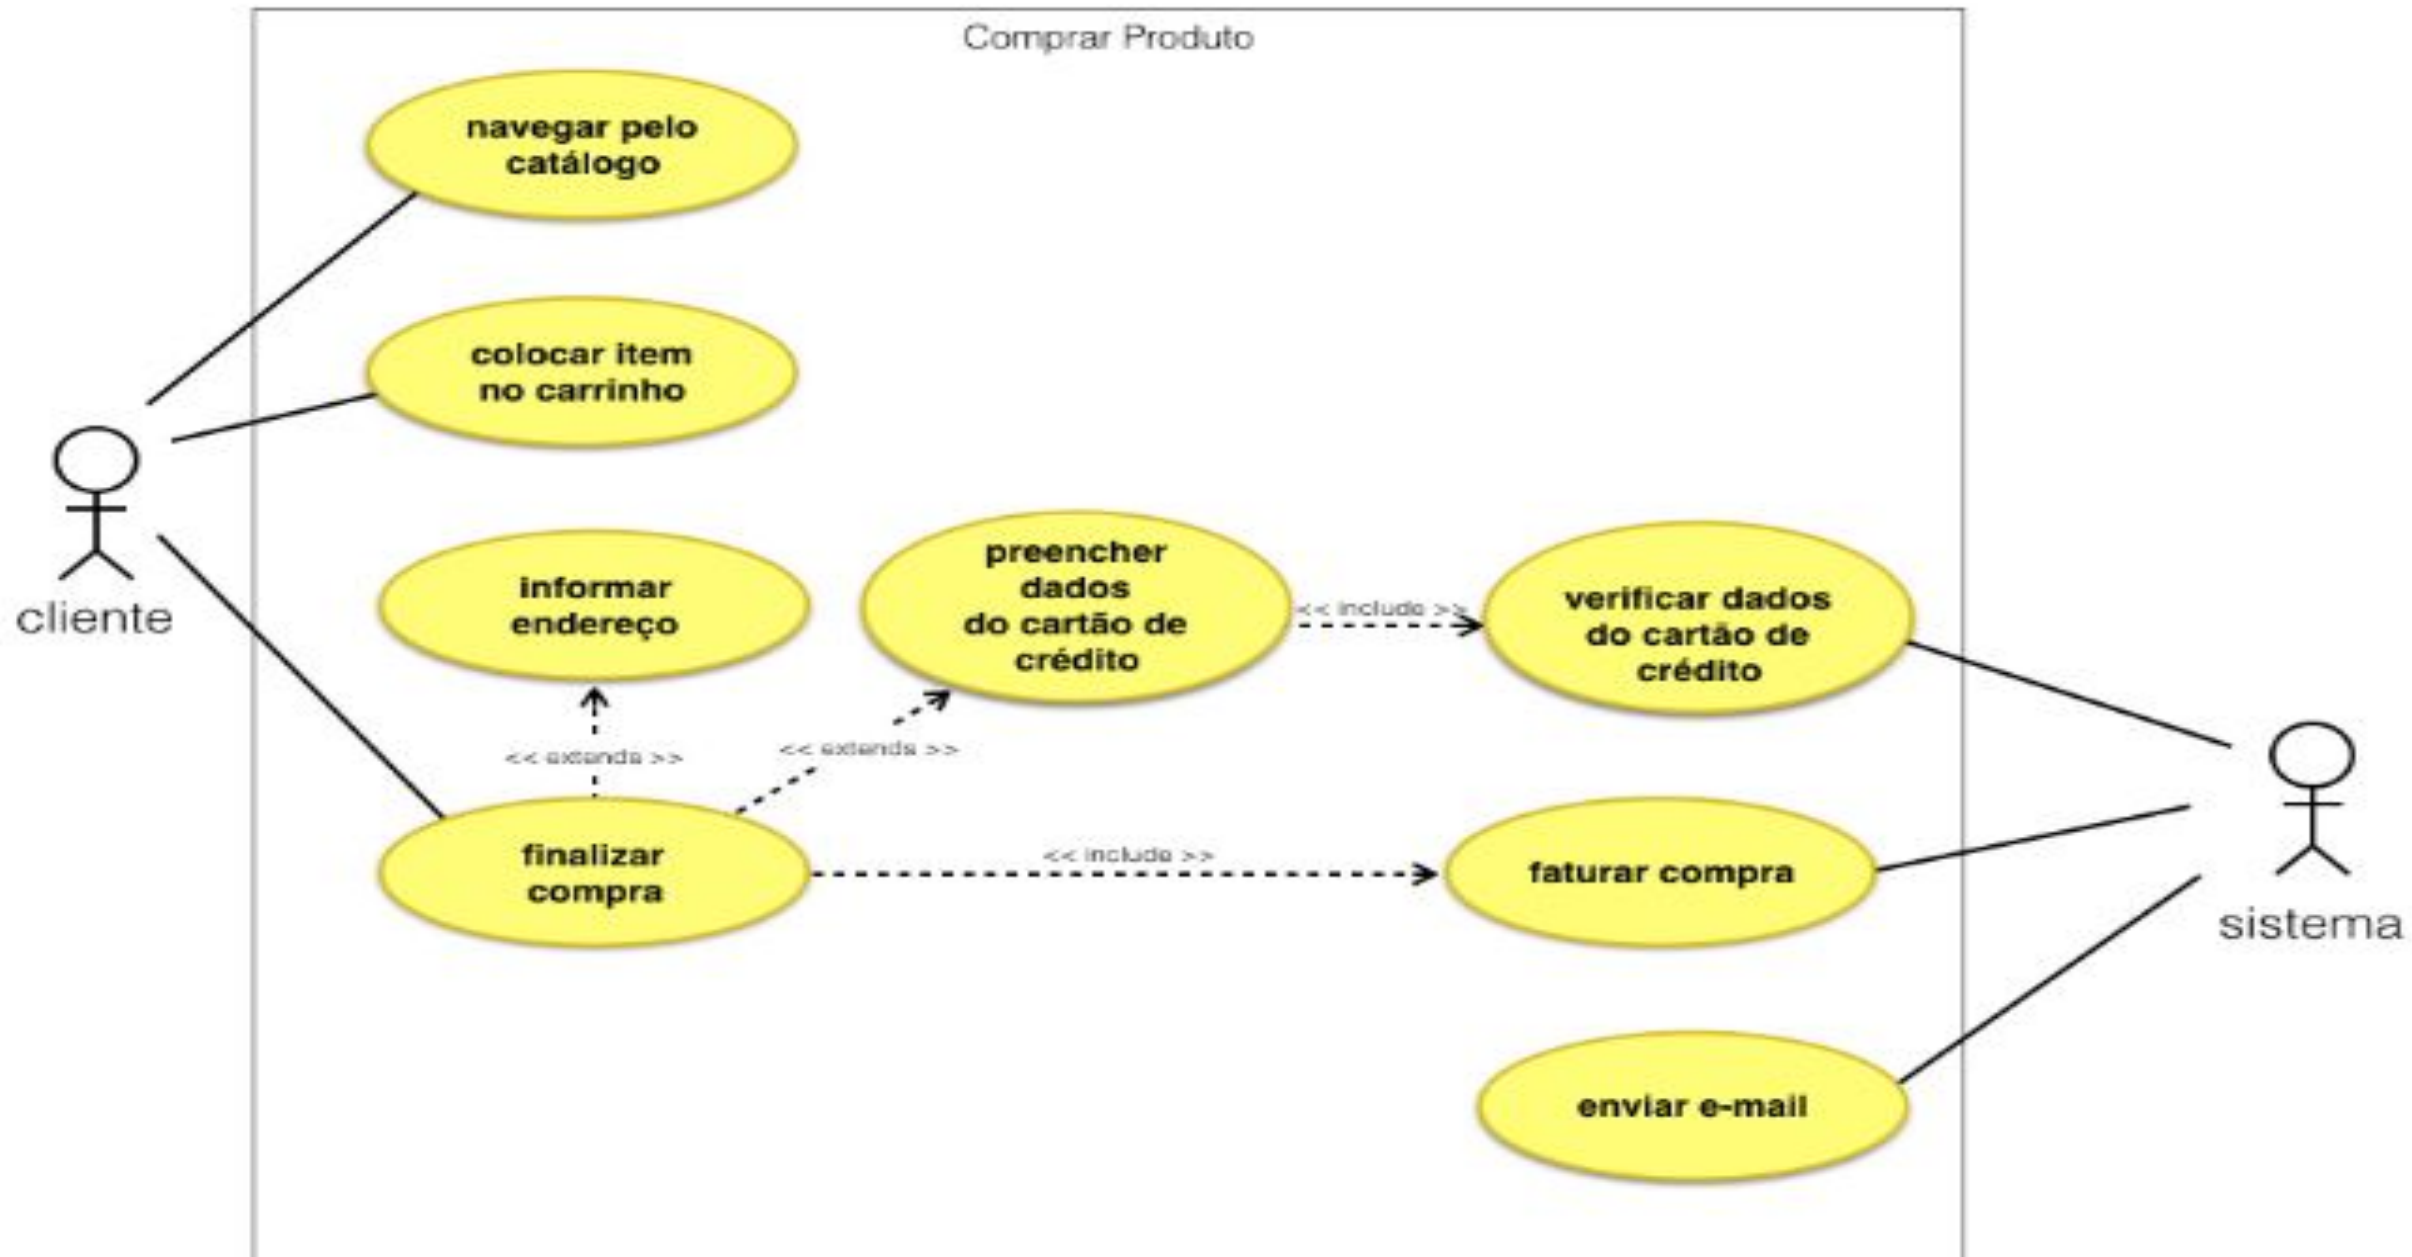 Comprar Produto
navegar pelo
catálogo
colocar item
no carrinho
cliente
informar
endereço
preencher
dados
do cartão de
crédito
<< include >>
verificar dados
do cartão de
crédito
<< extends >>
<< extends >>
finalizar
compra
<< include >>
faturar compra
sistema
enviar e-mail